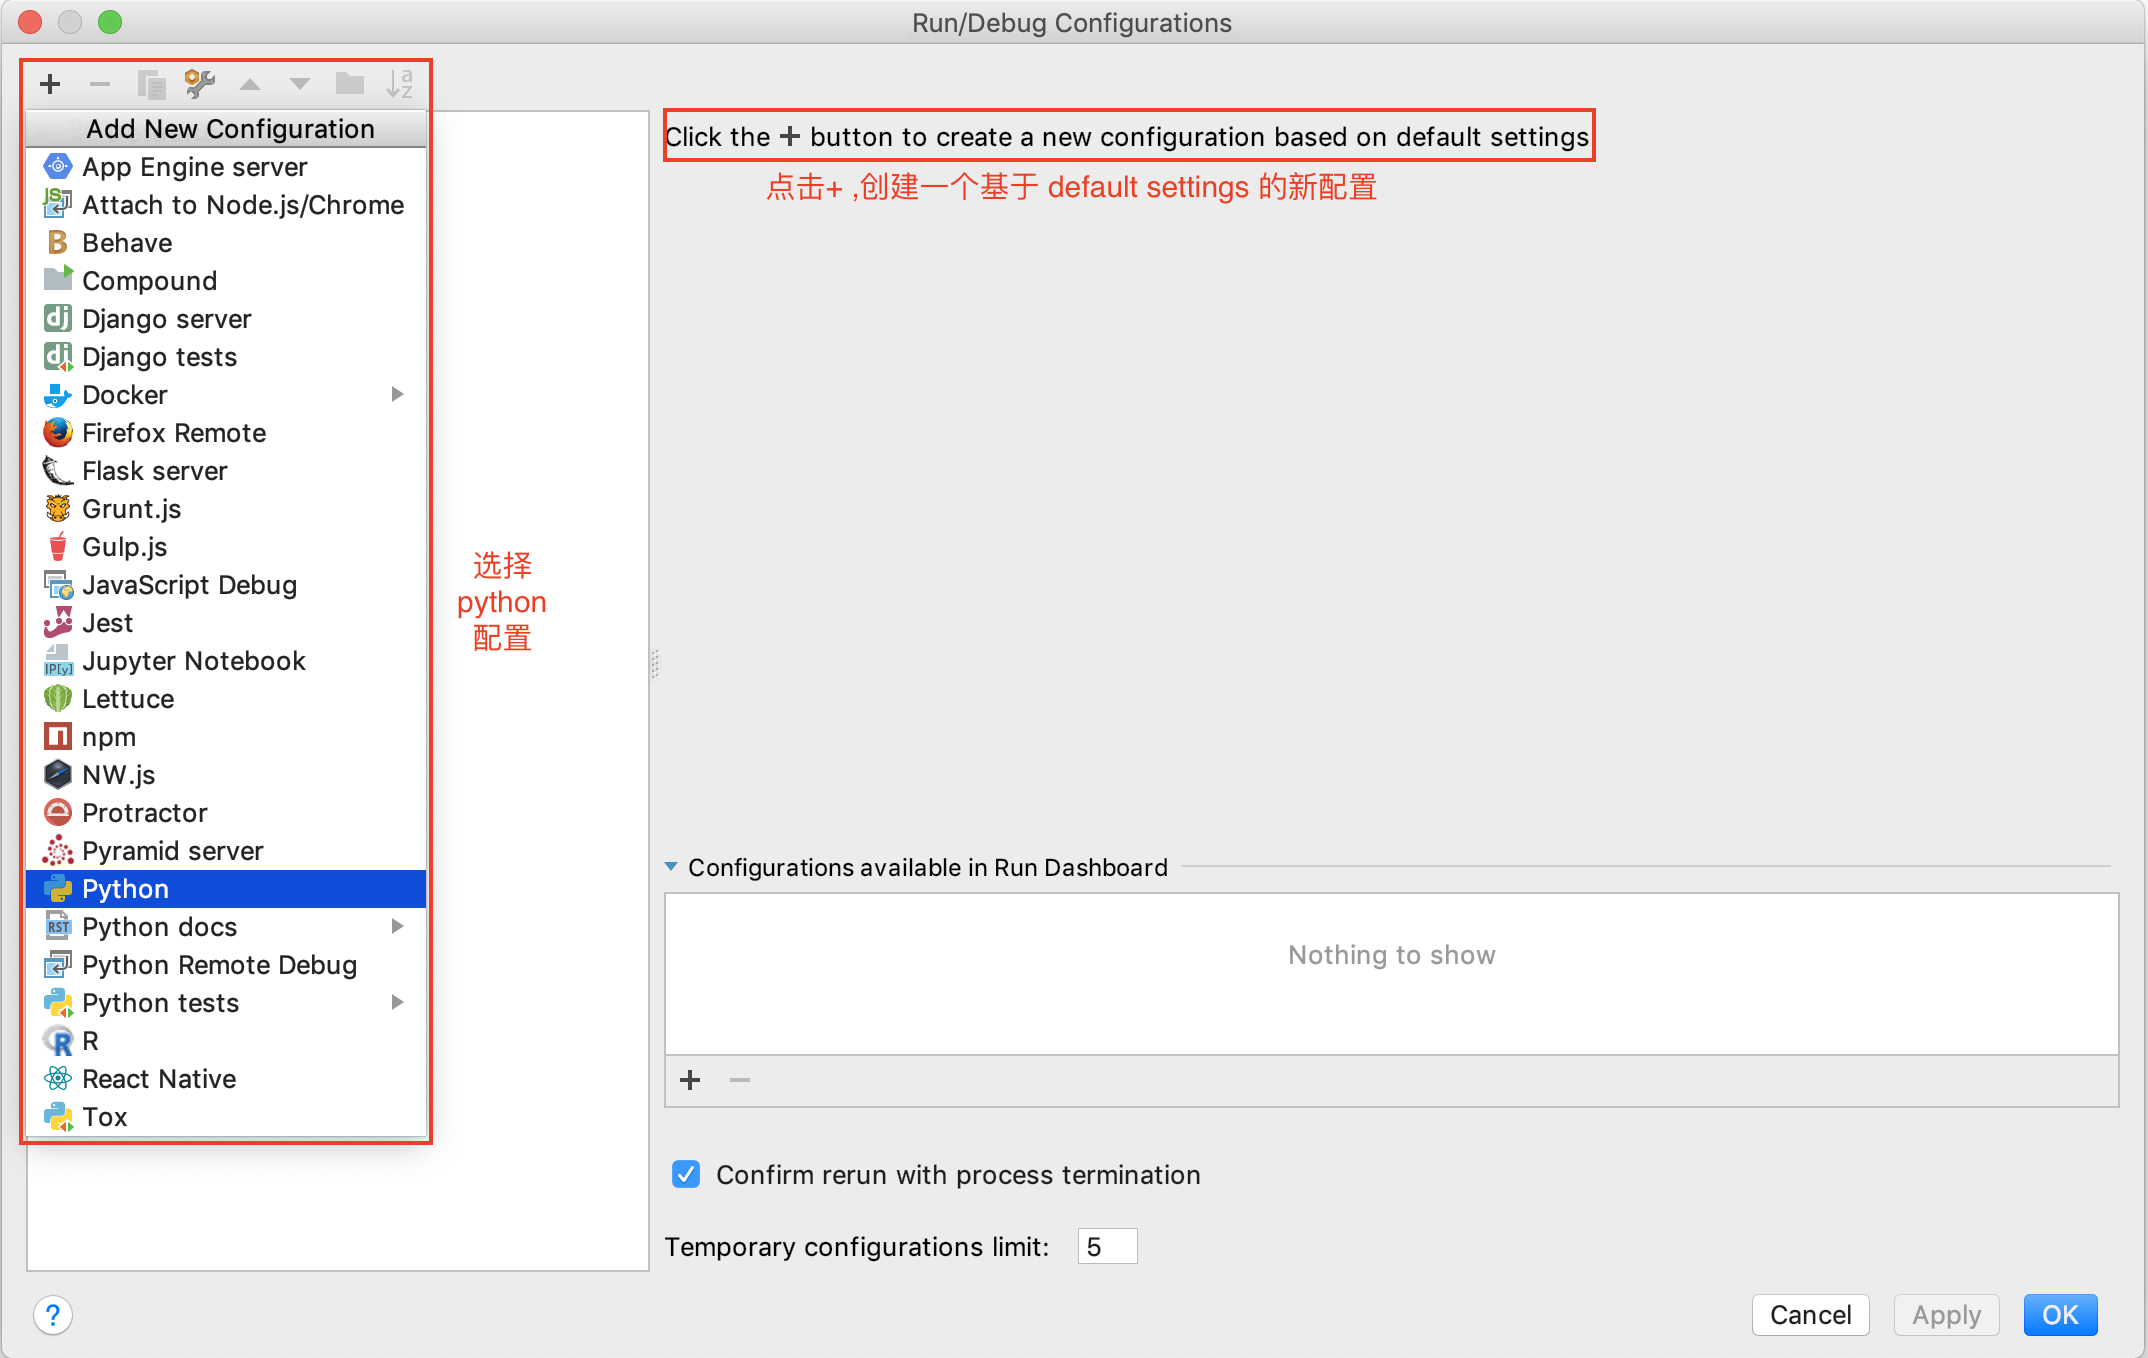 Run/Debug Configurations
Add New Configuration
App Engine server
Attach to Node.js/Chrome
Behave
Compound
Django server
Django tests
Docker
Firefox Remote
Flask server
Grunt.js
Gulp.js
JavaScript Debug
Jest
Jupyter Notebook
Lettuce
npm
NW.js
Protractor
Pyramid server
Python
Python docs
Python Remote Debug
Python tests
R
React Native
Tox
选择
python
配置
Click the + button to create a new configuration based on default settings
点击+ ,创建一个基于 default settings 的新配置
Configurations available in Run Dashboard
Nothing to show
Confirm rerun with process termination
Temporary configurations limit: 5
?
Cancel
Apply
OK